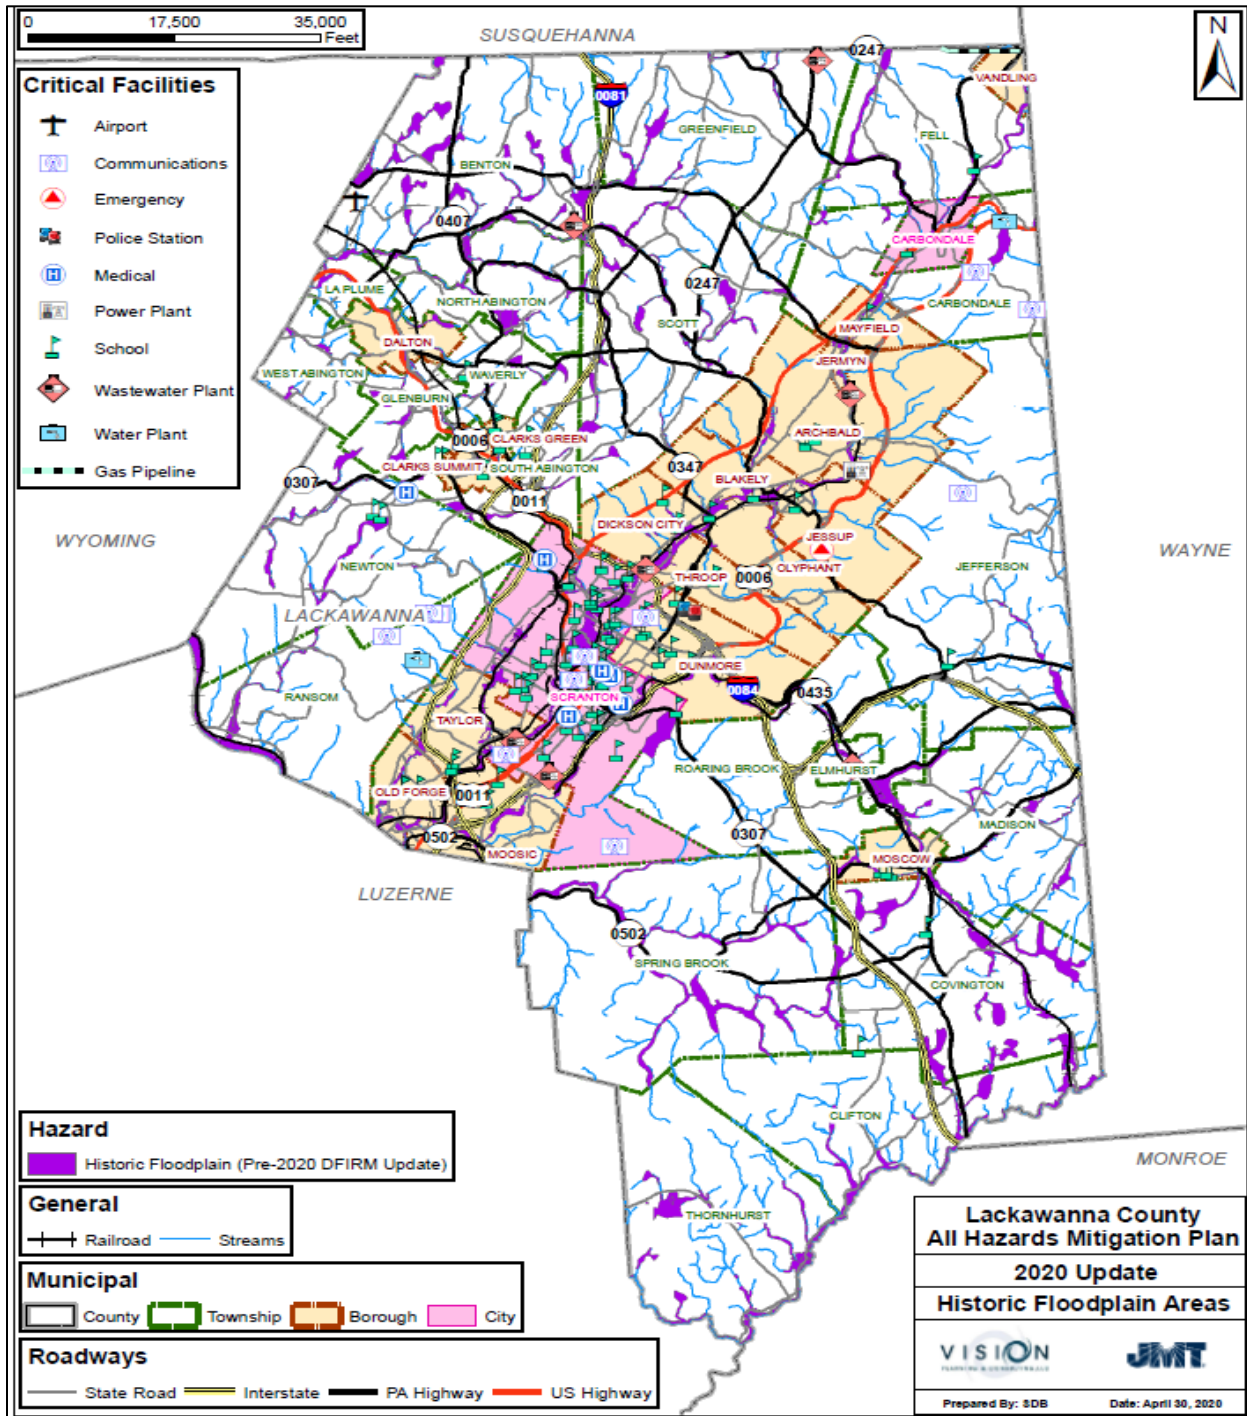 0 17,500 35,000
Feet
N
SUSQUEHANNA
Critical Facilities
Airport
Communications
Emergency
Police Station
Medical
Power Plant
School
Wastewater Plant
Water Plant
Gas Pipeline
0247
VANDLING
0081
GREENFIELD
FELL
BENTON
0407
CARBONDALE
0247
LA PLUME
NORTH ABINGTON
CARBONDALE
SCOTT
MAYFIELD
DALTON
JERMYN
WEST ABINGTON
WAVERLY
GLENBURN
ARCHBALD
0006
CLARKS GREEN
CLARKS SUMMIT
SOUTH ABINGTON
0347
BLAKELY
0307
0011
DICKSON CITY
WYOMING
JESSUP
WAYNE
NEWTON
THROOP
0006
OLYPHANT
JEFFERSON
LACKAWANNA
DUNMORE
RANSOM
SCRANTON
0084
0435
TAYLOR
ROARING BROOK
ELMHURST
OLD FORGE
0011
0502
0307
MADISON
MOOSIC
MOSCOW
LUZERNE
0502
SPRING BROOK
COVINGTON
CLIFTON
MONROE
THORNHURST
Hazard
Historic Floodplain (Pre-2020 DFIRM Update)
General
Railroad Streams
Municipal
County Township Borough City
Roadways
State Road Interstate PA Highway US Highway
Lackawanna County
All Hazards Mitigation Plan
2020 Update
Historic Floodplain Areas
VISION JMT
Prepared By: SDB Date: April 30, 2020